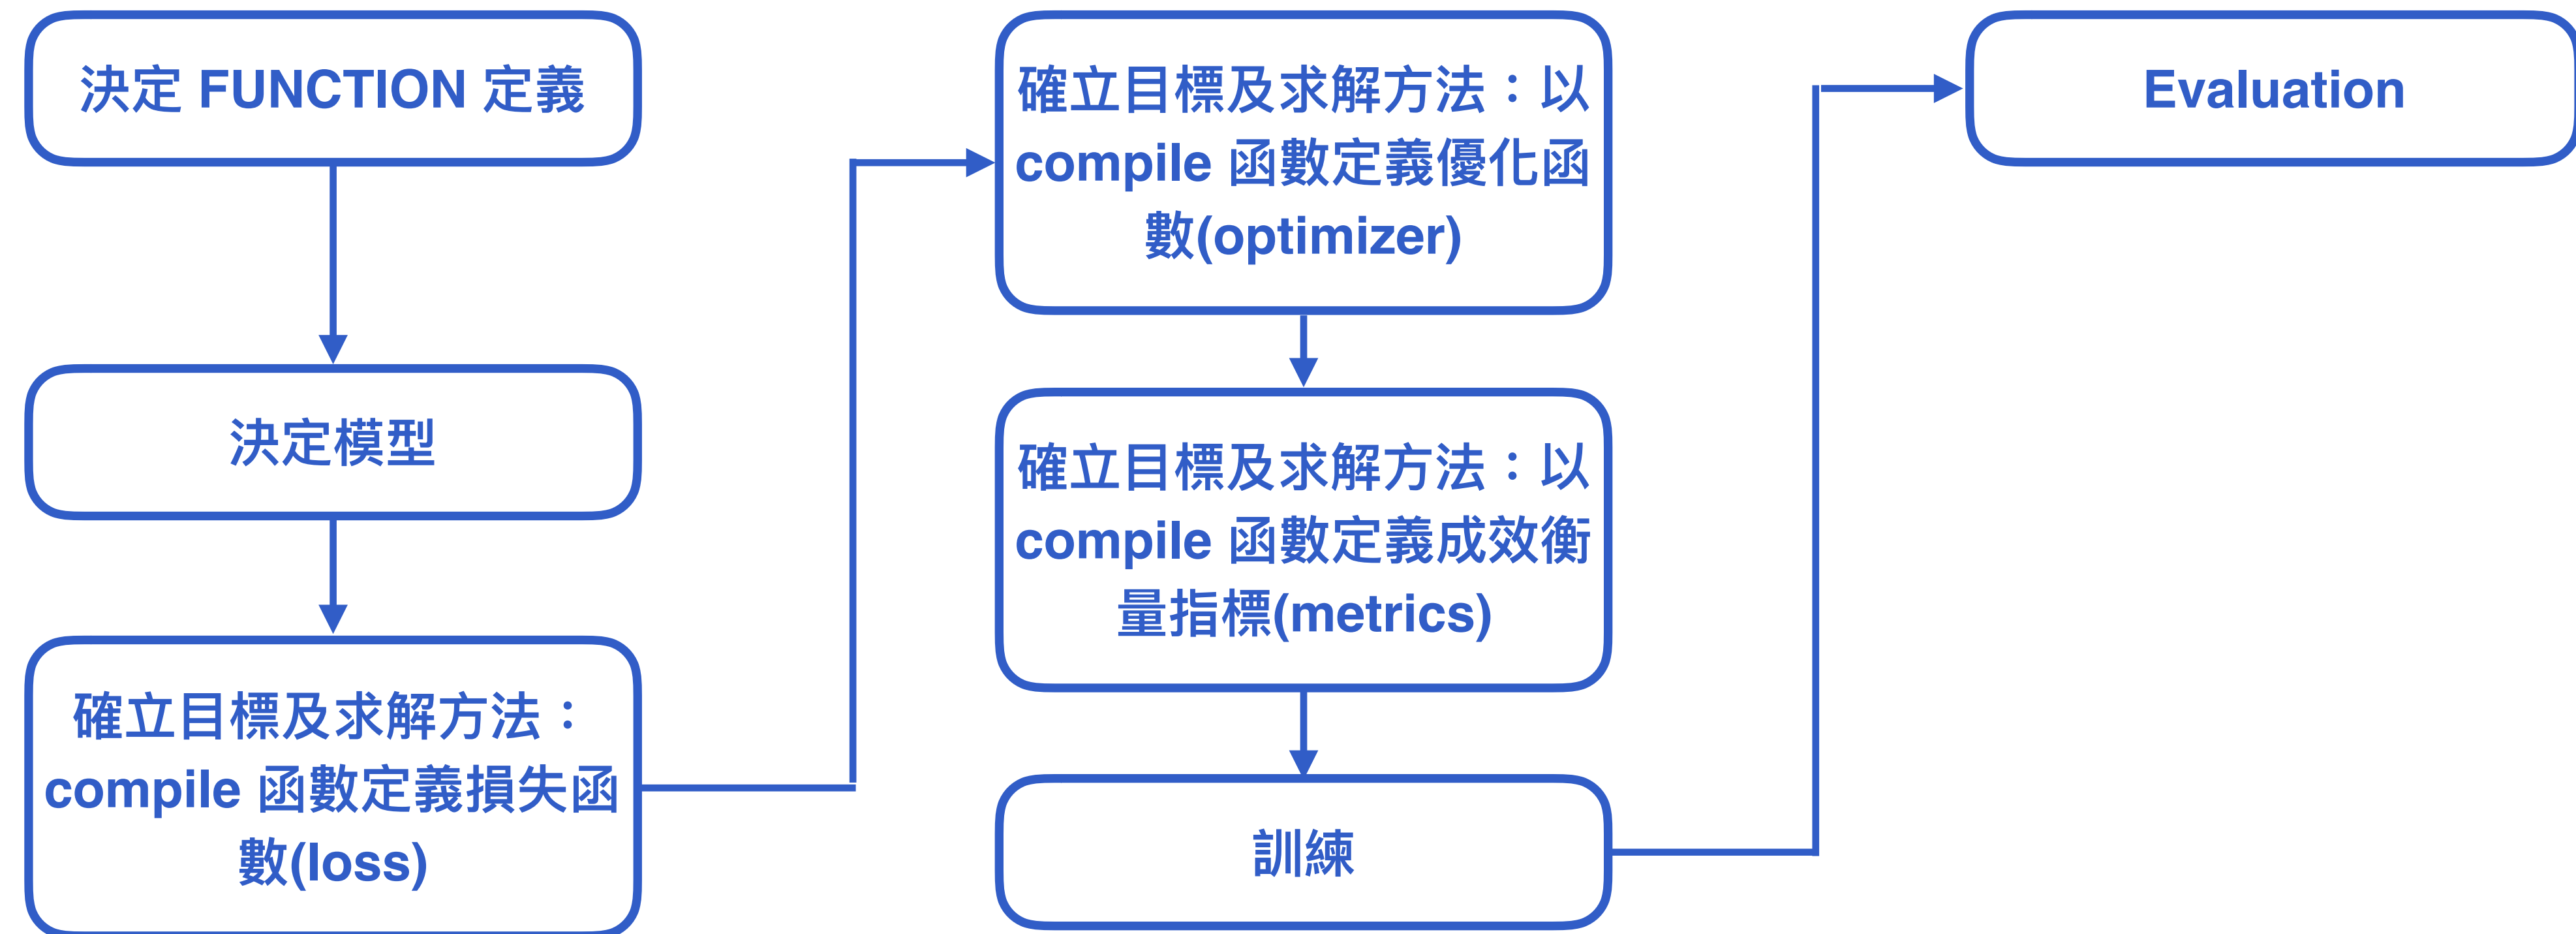 決定 FUNCTION 定義
決定模型
確立目標及求解方法：
compile 函數定義損失函
數(loss)
確立目標及求解方法：以
compile 函數定義優化函
數(optimizer)
確立目標及求解方法：以
compile 函數定義成效衡
量指標(metrics)
訓練
Evaluation